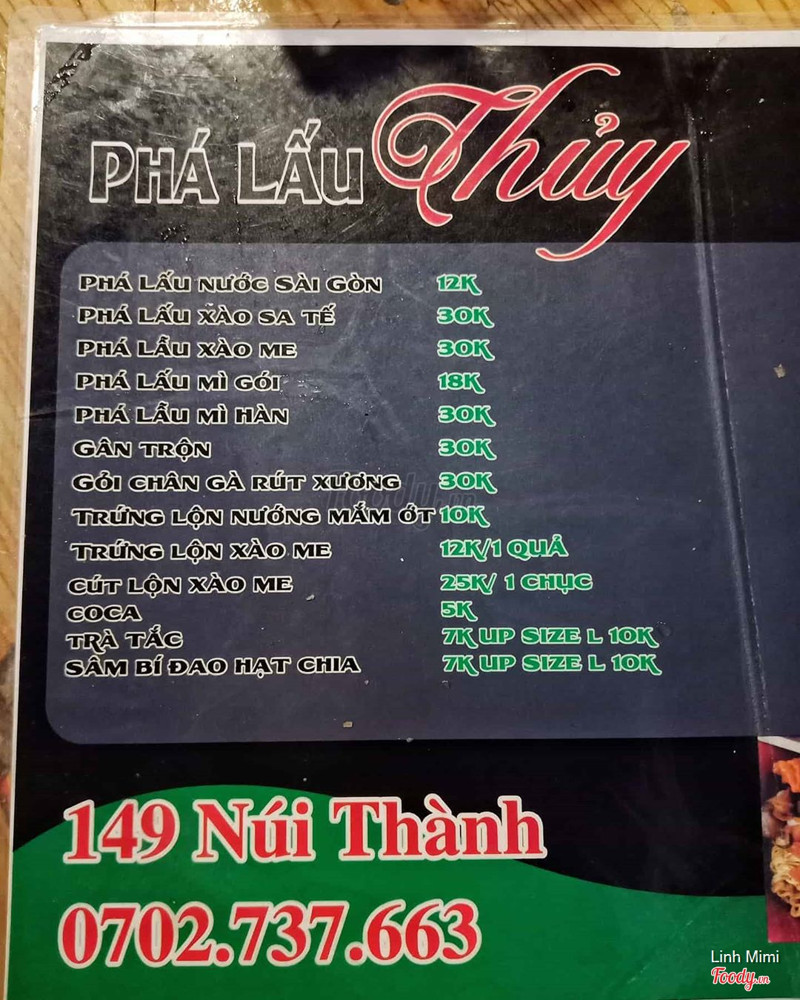 PHÁ LẤU Thủy
PHÁ LẤU NƯỚC SÀI GÒN 12K
PHÁ LẤU XÀO SA TẾ 30K
PHÁ LẪU XÀO ME 30K
PHÁ LẤU MÌ GÓI 18K
PHÁ LẪU MÌ HÀN 30K
GÂN TRỘN 30K
GỎI CHÂN GÀ RÚT XƯƠNG 30K
TRỨNG LỘN NƯỚNG MẮM ỚT 10K
TRỨNG LỘN XÀO ME 12K/1 QUẢ
CÚT LỘN XÀO ME 25K/ 1 CHỤC
COCA 5K
TRÀ TẮC 7K UP SIZE L 10K
SÂM BÍ ĐAO HẠT CHIA 7K UP SIZE L 10K
149 Núi Thành
0702.737.663
Linh Mimi
Foody.vn